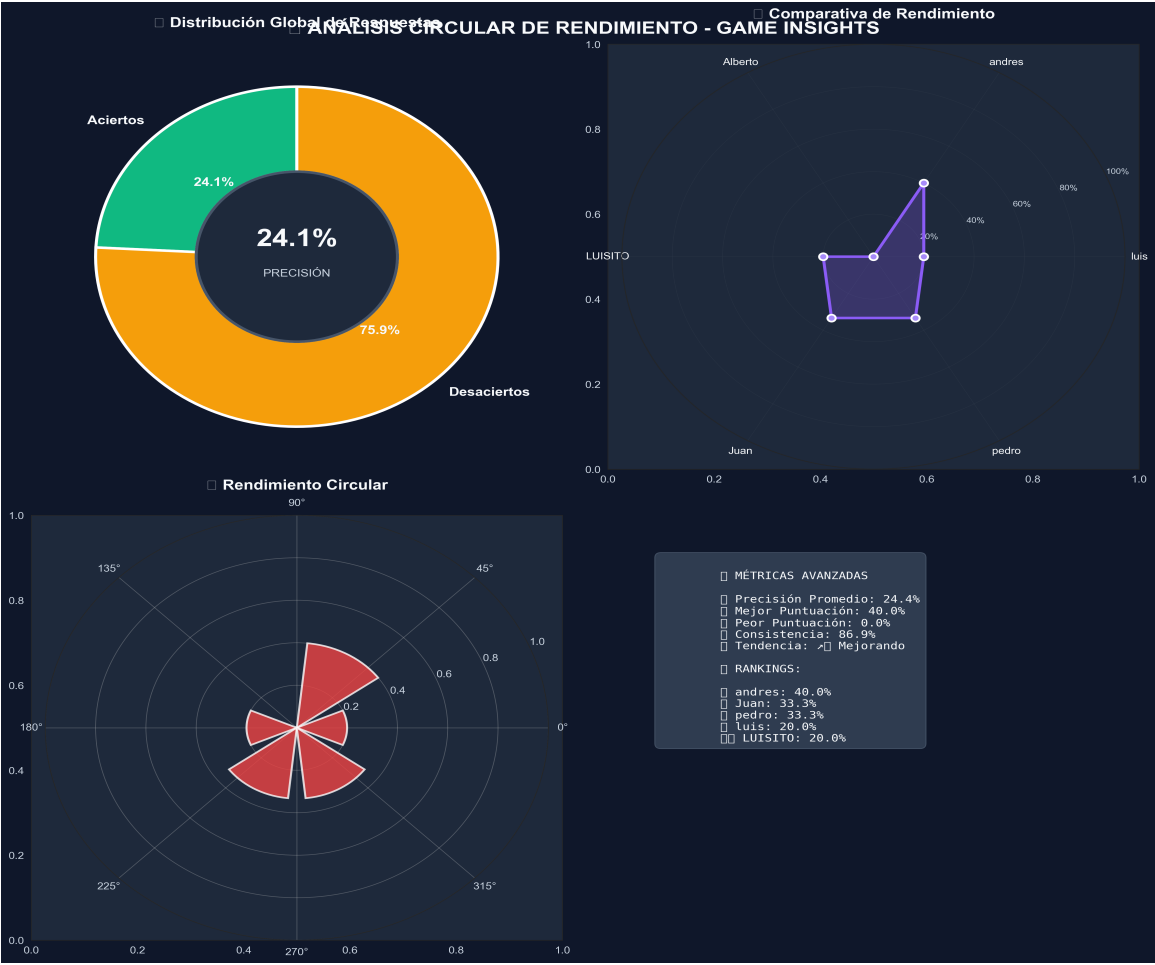 Distribución Global de Respuestas
ANÁLISIS CIRCULAR DE RENDIMIENTO - GAME INSIGHTS
Aciertos
24.1%
24.1%
PRECISIÓN
75.9%
Desaciertos
Comparativa de Rendimiento
1.0
0.8
0.6
0.4
0.2
0.0
Alberto
andres
100%
80%
60%
40%
20%
LUISITO
luis
Juan
pedro
0.0
0.2
0.4
0.6
0.8
1.0
Rendimiento Circular
90°
1.0
0.8
0.6
0.4
0.2
0.0
135°
45°
1.0
0.8
0.6
0.4
0.2
180°
0°
225°
315°
0.0
0.2
0.4
270°
0.6
0.8
1.0
MÉTRICAS AVANZADAS
Precisión Promedio: 24.4%
Mejor Puntuación: 40.0%
Peor Puntuación: 0.0%
Consistencia: 86.9%
Tendencia: ↗ Mejorando
RANKINGS:
andres: 40.0%
Juan: 33.3%
pedro: 33.3%
luis: 20.0%
LUISITO: 20.0%